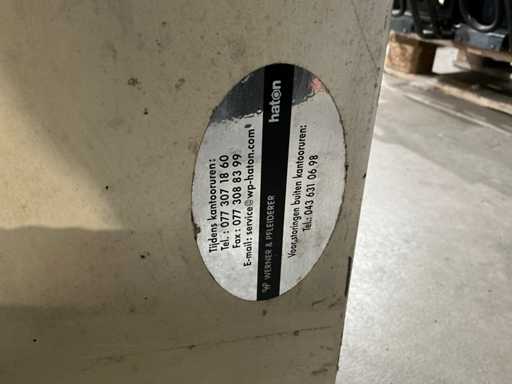 Tijdens kantooruren:
Tel.: 077 307 18 60
Fax: 077 308 83 99
E-mail: service@wp-haton.com
WP WERNER & PFLEIDERER
haton
Voor storingen buiten kantooruren:
Tel.: 043 631 06 98